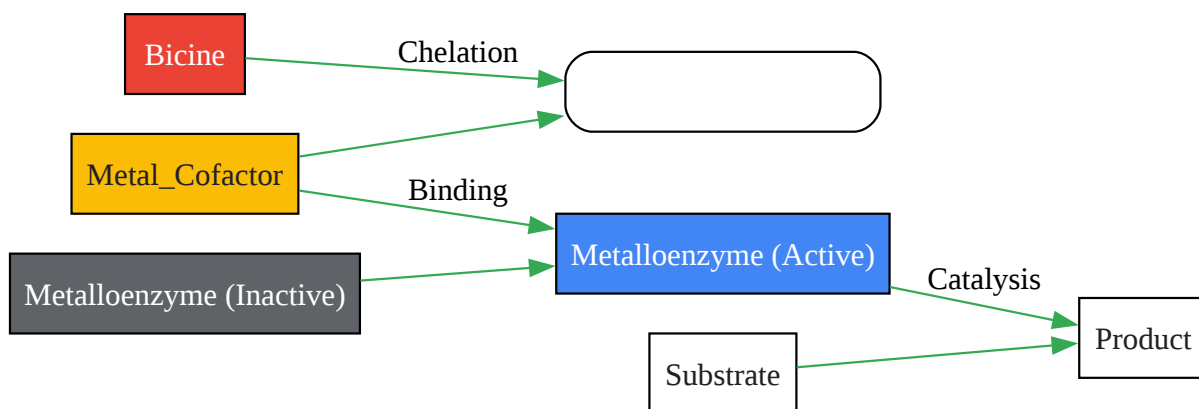 Bicine
Chelation
Metal_Cofactor
Binding
Metalloenzyme (Active)
Metalloenzyme (Inactive)
Catalysis
Product
Substrate